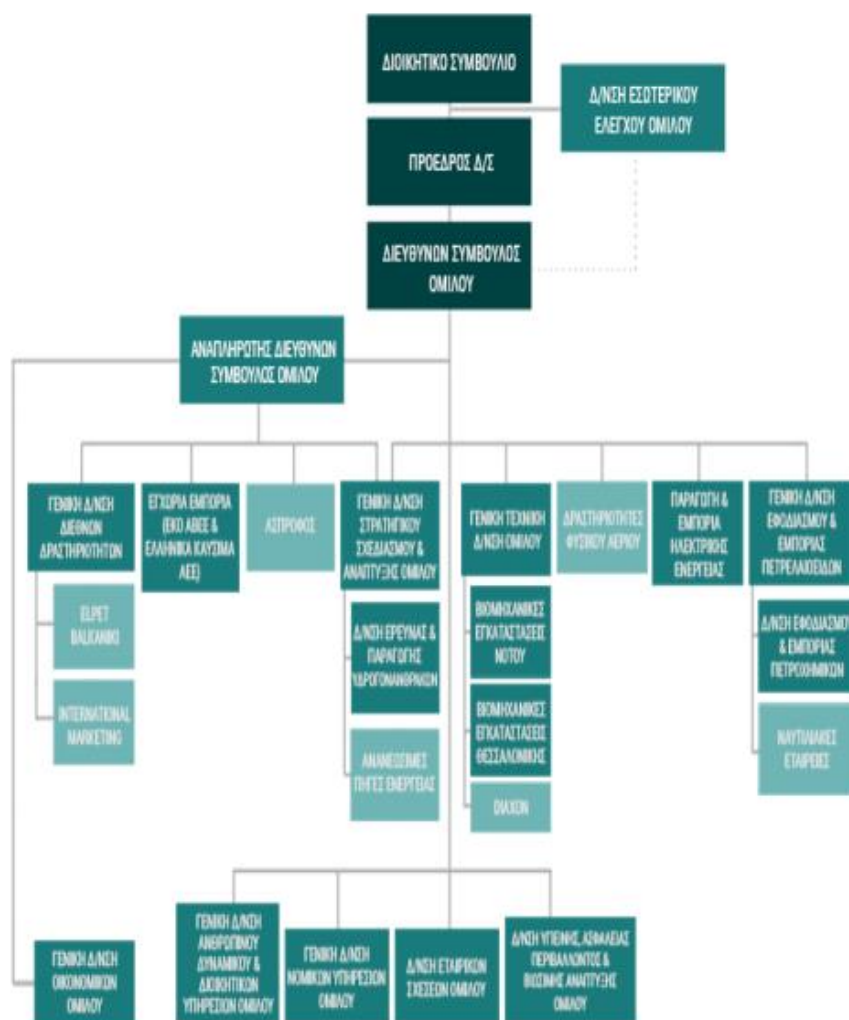 ΔΙΟΙΚΗΤΙΚΟ ΣΥΜΒΟΥΛΙΟ
Δ/ΝΣΗ ΕΣΩΤΕΡΙΚΟΥ
ΕΛΕΓΧΟΥ ΟΜΙΛΟΥ
ΠΡΟΕΔΡΟΣ Δ/Σ
ΔΙΕΥΘΥΝΩΝ ΣΥΜΒΟΥΛΟΣ
ΟΜΙΛΟΥ
ΑΝΑΠΛΗΡΩΤΗΣ ΔΙΕΥΘΥΝΩΝ
ΣΥΜΒΟΥΛΟΣ ΟΜΙΛΟΥ
ΓΕΝΙΚΗ Δ/ΝΣΗ
ΔΙΕΘΝΩΝ
ΔΡΑΣΤΗΡΙΟΤΗΤΩΝ
ΕΓΧΩΡΙΑ ΕΜΠΟΡΙΑ
(ΕΚΟ ΑΒΕΕ &
ΕΛΛΗΝΙΚΑ ΚΑΥΣΙΜΑ
ΑΕΕ)
ΑΣΠΡΟΦΟΣ
ΓΕΝΙΚΗ Δ/ΝΣΗ
ΣΤΡΑΤΗΓΙΚΟΥ
ΣΧΕΔΙΑΣΜΟΥ &
ΑΝΑΠΤΥΞΗΣ ΟΜΙΛΟΥ
ΓΕΝΙΚΗ ΤΕΧΝΙΚΗ
Δ/ΝΣΗ ΟΜΙΛΟΥ
ΔΡΑΣΤΗΡΙΟΤΗΤΕΣ
ΦΥΣΙΚΟΥ ΑΕΡΙΟΥ
ΠΑΡΑΓΩΓΗ &
ΕΜΠΟΡΙΑ
ΗΛΕΚΤΡΙΚΗΣ
ΕΝΕΡΓΕΙΑΣ
ΓΕΝΙΚΗ Δ/ΝΣΗ
ΕΦΟΔΙΑΣΜΟΥ &
ΕΜΠΟΡΙΑΣ
ΠΕΤΡΕΛΑΙΟΕΙΔΩΝ
ELPET
BALKANIKI
INTERNATIONAL
MARKETING
Δ/ΝΣΗ ΕΡΕΥΝΑΣ &
ΠΑΡΑΓΩΓΗΣ
ΥΔΡΟΓΟΝΑΝΘΡΑΚΩΝ
ΑΝΑΝΕΩΣΙΜΕΣ
ΠΗΓΕΣ ΕΝΕΡΓΕΙΑΣ
ΒΙΟΜΗΧΑΝΙΚΕΣ
ΕΓΚΑΤΑΣΤΑΣΕΙΣ
ΝΟΤΟΥ
ΒΙΟΜΗΧΑΝΙΚΕΣ
ΕΓΚΑΤΑΣΤΑΣΕΙΣ
ΘΕΣΣΑΛΟΝΙΚΗΣ
DIAXON
Δ/ΝΣΗ ΕΦΟΔΙΑΣΜΟΥ
& ΕΜΠΟΡΙΑΣ
ΠΕΤΡΟΧΗΜΙΚΩΝ
ΝΑΥΤΙΛΙΑΚΕΣ
ΕΤΑΙΡΕΙΕΣ
ΓΕΝΙΚΗ Δ/ΝΣΗ
ΟΙΚΟΝΟΜΙΚΩΝ
ΟΜΙΛΟΥ
ΓΕΝΙΚΗ Δ/ΝΣΗ
ΑΝΘΡΩΠΙΝΟΥ
ΔΥΝΑΜΙΚΟΥ &
ΔΙΟΙΚΗΤΙΚΩΝ
ΥΠΗΡΕΣΙΩΝ ΟΜΙΛΟΥ
ΓΕΝΙΚΗ Δ/ΝΣΗ
ΝΟΜΙΚΩΝ ΥΠΗΡΕΣΙΩΝ
ΟΜΙΛΟΥ
Δ/ΝΣΗ ΕΤΑΙΡΙΚΩΝ
ΣΧΕΣΕΩΝ ΟΜΙΛΟΥ
Δ/ΝΣΗ ΥΓΙΕΙΝΗΣ, ΑΣΦΑΛΕΙΑΣ
ΠΕΡΙΒΑΛΛΟΝΤΟΣ &
ΒΙΩΣΙΜΗΣ ΑΝΑΠΤΥΞΗΣ
ΟΜΙΛΟΥ